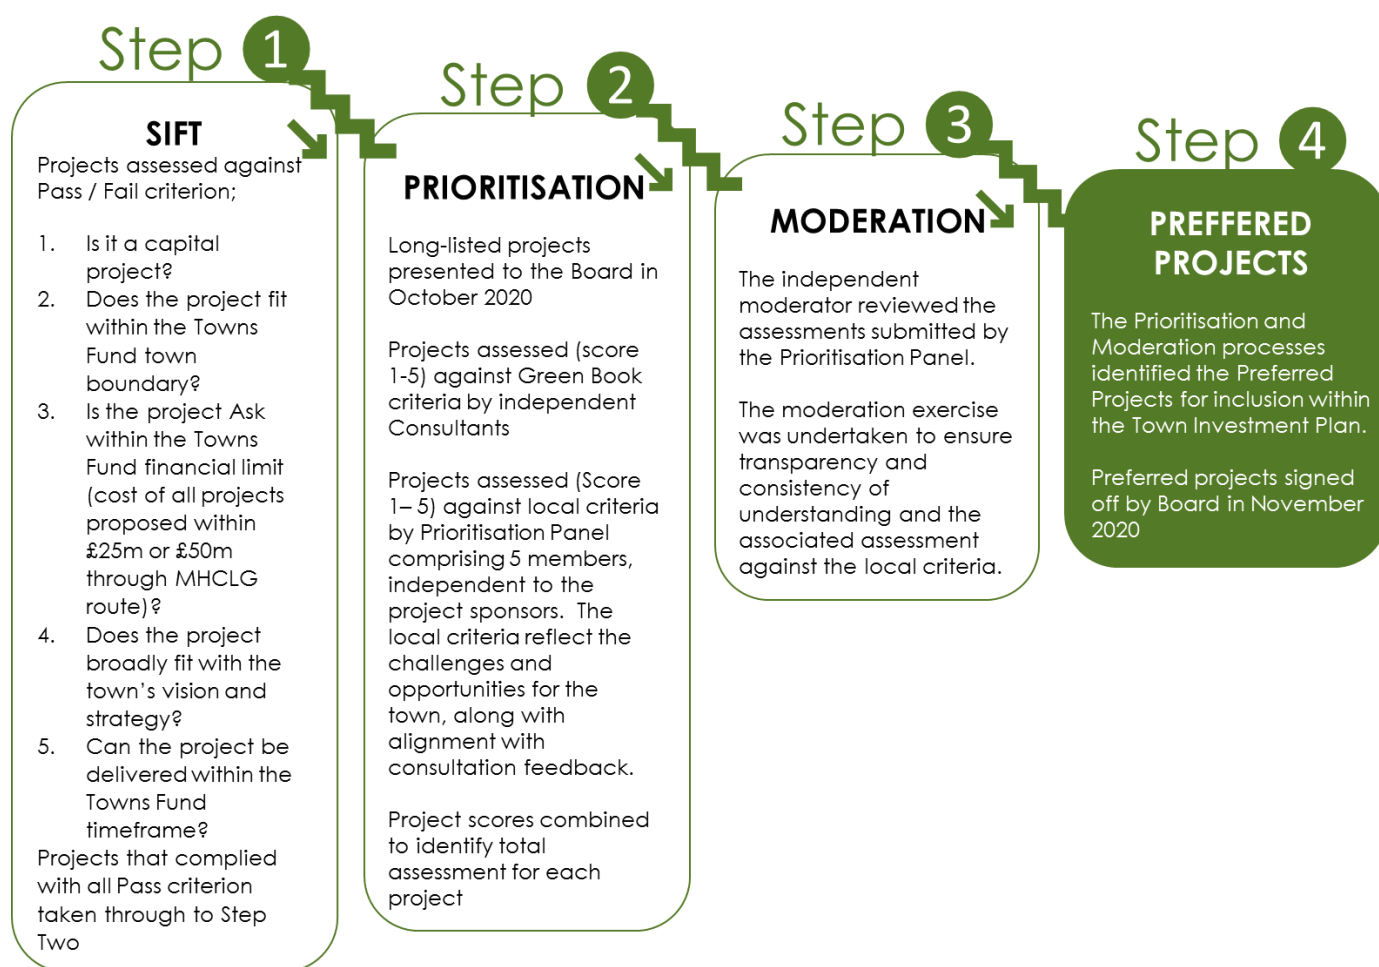 Step 1
SIFT
Projects assessed against
Pass / Fail criterion;
1. Is it a capital
project?
2. Does the project fit
within the Towns
Fund town
boundary?
3. Is the project Ask
within the Towns
Fund financial limit
(cost of all projects
proposed within
£25m or £50m
through MHCLG
route)?
4. Does the project
broadly fit with the
town's vision and
strategy?
5. Can the project be
delivered within the
Towns Fund
timeframe?
Projects that complied
with all Pass criterion
taken through to Step
Two
Step 2
PRIORITISATION
Long-listed projects
presented to the Board in
October 2020
Projects assessed (score
1-5) against Green Book
criteria by independent
Consultants
Projects assessed (Score
1– 5) against local criteria
by Prioritisation Panel
comprising 5 members,
independent to the
project sponsors. The
local criteria reflect the
challenges and
opportunities for the
town, along with
alignment with
consultation feedback.
Project scores combined
to identify total
assessment for each
project
Step 3
MODERATION
The independent
moderator reviewed the
assessments submitted by
the Prioritisation Panel.
The moderation exercise
was undertaken to ensure
transparency and
consistency of
understanding and the
associated assessment
against the local criteria.
Step 4
PREFFERED
PROJECTS
The Prioritisation and
Moderation processes
identified the Preferred
Projects for inclusion within
the Town Investment Plan.
Preferred projects signed
off by Board in November
2020